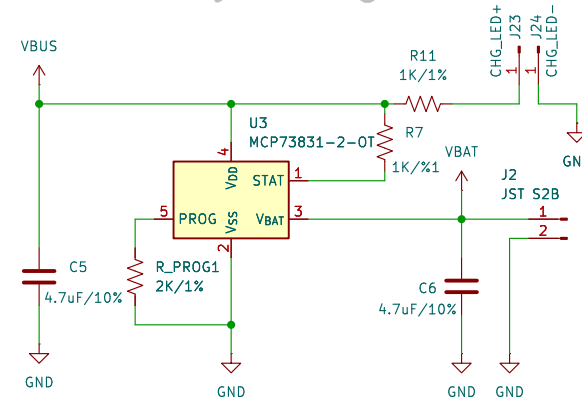 CHG_LED+
J23
J24
CHG_LED-
1
1
VBUS
R11
1K/1%
U3
MCP73831-2-OT
R7
1K/%1
GN
4
VDD
STAT
1
VBAT
J2
JST S2B
5
PROG
VSS
VBAT
3
1
2
2
R_PROG1
2K/1%
C5
4.7uF/10%
C6
4.7uF/10%
GND
GND
GND
GND